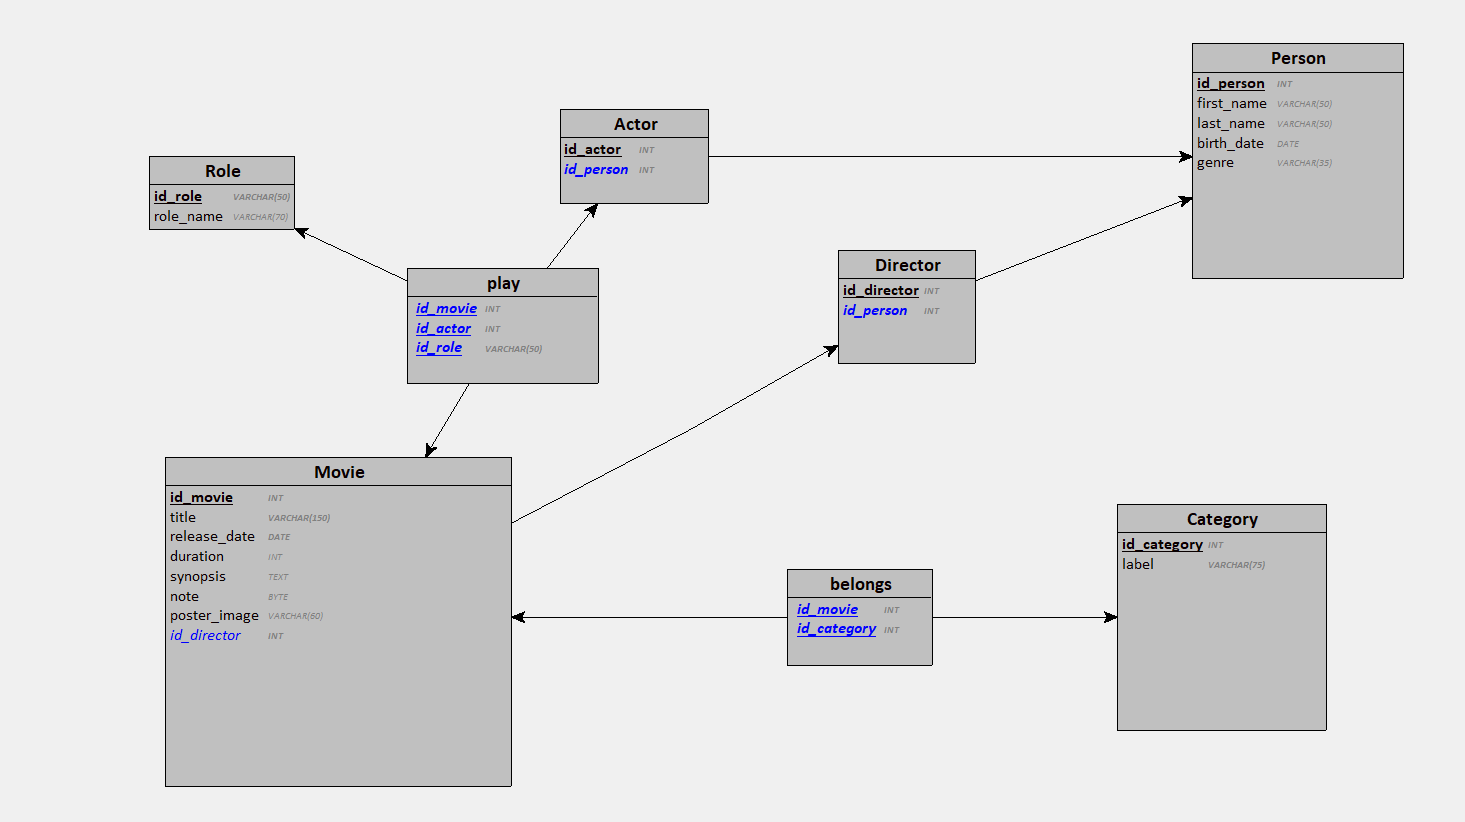 Person
id_person INT
first_name VARCHAR(50)
last_name VARCHAR(50)
birth_date DATE
genre VARCHAR(35)
Actor
id_actor INT
id_person INT
Role
id_role VARCHAR(50)
role_name VARCHAR(70)
play
id_movie INT
id_actor INT
id_role VARCHAR(50)
Director
id_director INT
id_person INT
Movie
id_movie INT
title VARCHAR(150)
release_date DATE
duration INT
synopsis TEXT
note BYTE
poster_image VARCHAR(60)
id_director INT
belongs
id_movie INT
id_category INT
Category
id_category INT
label VARCHAR(75)